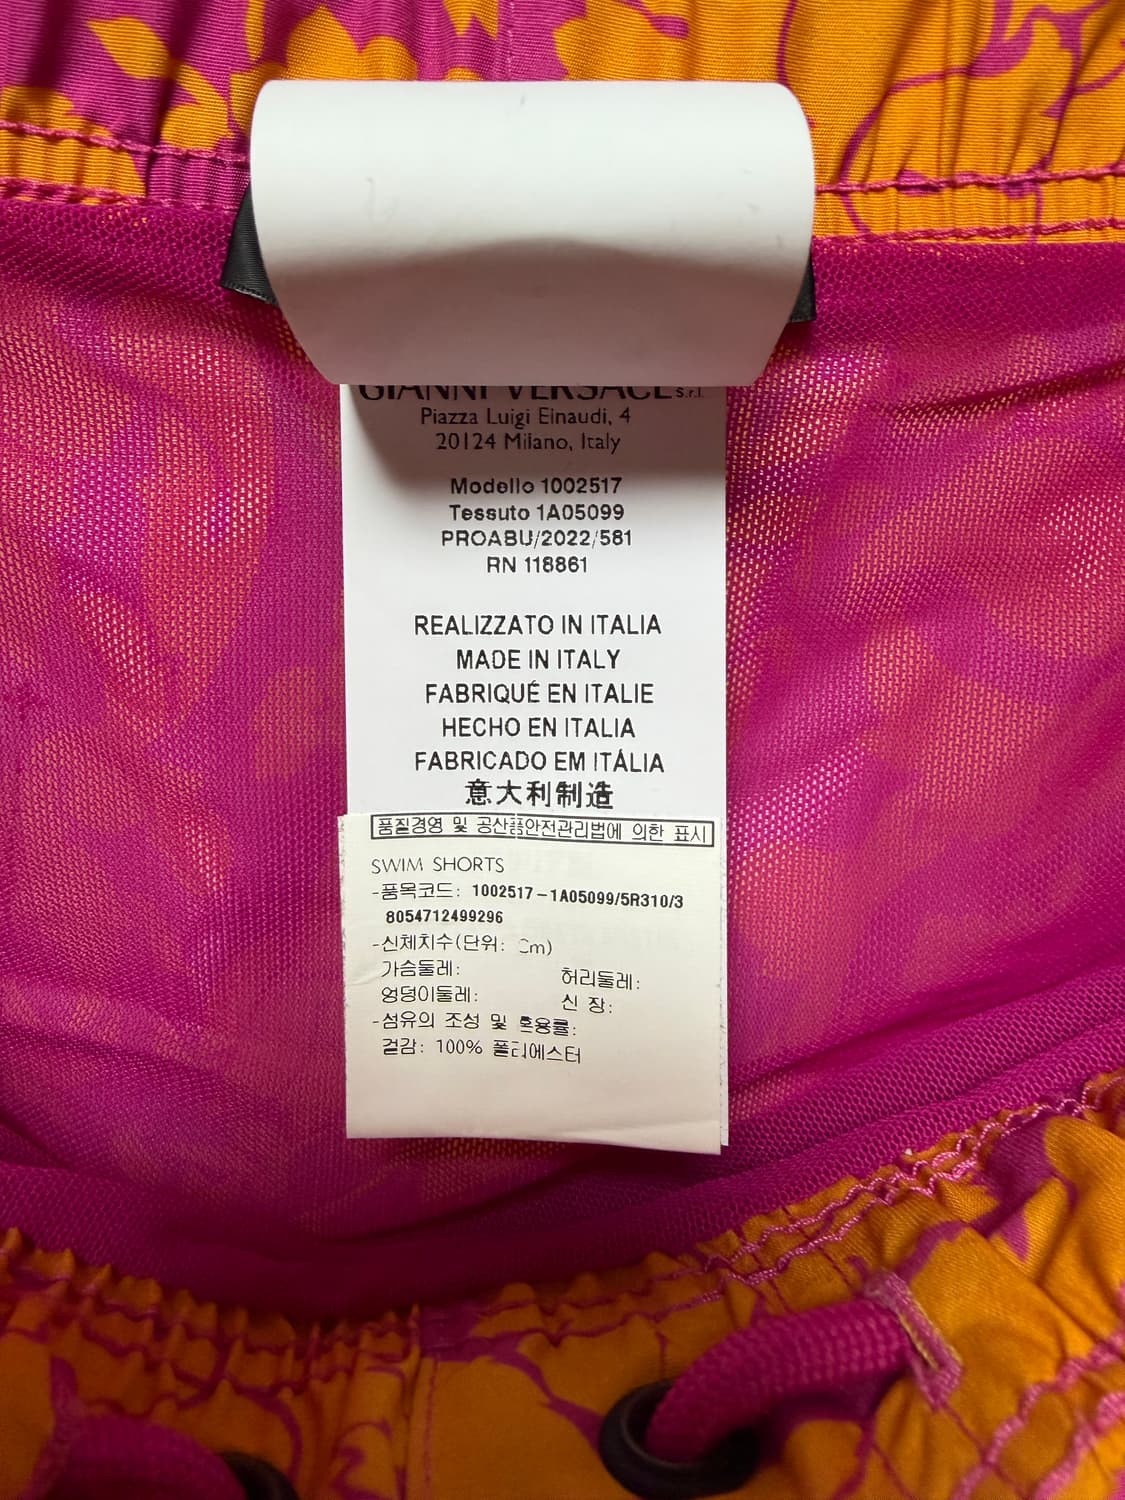 GIANNI VERSACE s.r.l.
Piazza Luigi Einaudi, 4
20124 Milano, Italy
Modello 1002517
Tessuto 1A05099
PROABU/2022/581
RN 118861
REALIZZATO IN ITALIA
MADE IN ITALY
FABRIQUÉ EN ITALIE
HECHO EN ITALIA
FABRICADO EM ITÁLIA
意大利制造
품질경영 및 공산품안전관리법에 의한 표시
SWIM SHORTS
-품목코드: 1002517-1A05099/5R310/3
8054712499296
-신체치수(단위: Cm)
가슴둘레: 허리둘레:
엉덩이둘레: 신 장:
-섬유의 조성 및 혼용률:
겉감: 100% 폴리에스터